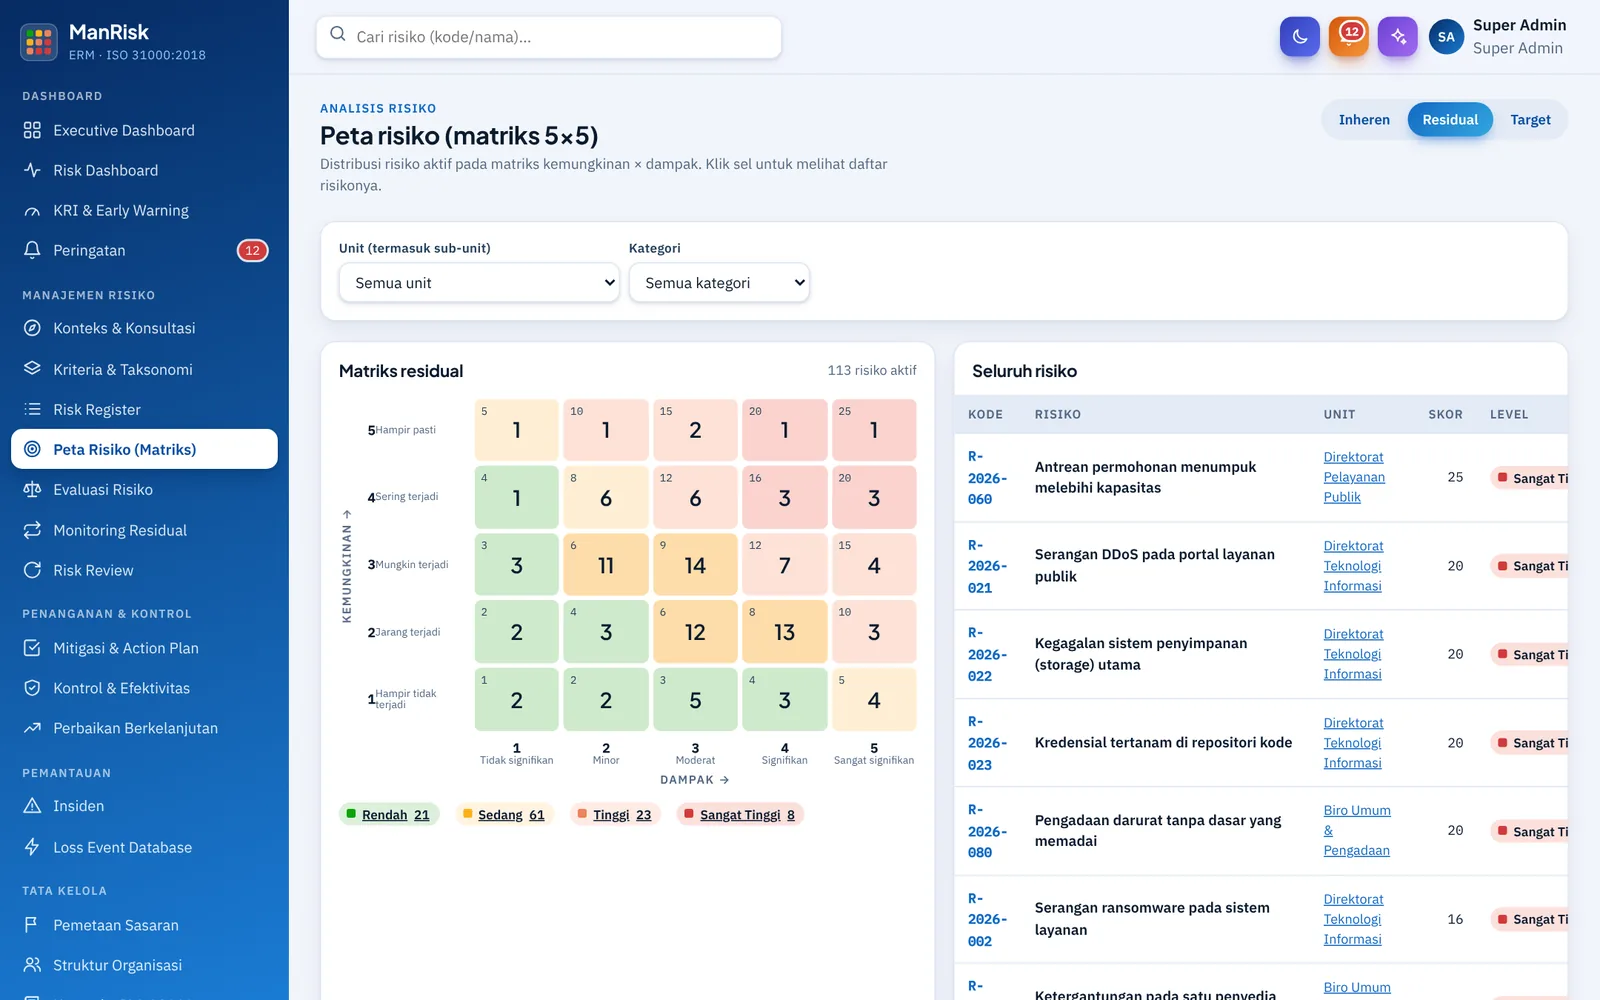 ManRisk
ERM · ISO 31000:2018
DASHBOARD
Executive Dashboard
Risk Dashboard
KRI & Early Warning
Peringatan 12
MANAJEMEN RISIKO
Konteks & Konsultasi
Kriteria & Taksonomi
Risk Register
Peta Risiko (Matriks)
Evaluasi Risiko
Monitoring Residual
Risk Review
PENANGANAN & KONTROL
Mitigasi & Action Plan
Kontrol & Efektivitas
Perbaikan Berkelanjutan
PEMANTAUAN
Insiden
Loss Event Database
TATA KELOLA
Pemetaan Sasaran
Struktur Organisasi
Cari risiko (kode/nama)...
12
SA
Super Admin
Super Admin
ANALISIS RISIKO
Peta risiko (matriks 5×5)
Distribusi risiko aktif pada matriks kemungkinan × dampak. Klik sel untuk melihat daftar
risikonya.
Inheren Residual Target
Unit (termasuk sub-unit) Kategori
Semua unit Semua kategori
Matriks residual 113 risiko aktif
KEMUNGKINAN →
5 10 15 20 25
5 Hampir pasti 1 1 2 1 1
4 8 12 16 20
4 Sering terjadi 1 6 6 3 3
3 6 9 12 15
3 Mungkin terjadi 3 11 14 7 4
2 4 6 8 10
2 Jarang terjadi 2 3 12 13 3
1 2 3 4 5
1 Hampir tidak
terjadi
2 2 5 3 4
1 2 3 4 5
Tidak signifikan Minor Moderat Signifikan Sangat signifikan
DAMPAK →
Rendah 21 Sedang 61 Tinggi 23 Sangat Tinggi 8
Seluruh risiko
KODE RISIKO UNIT SKOR LEVEL
R-
2026-
060
Antrean permohonan menumpuk
melebihi kapasitas
Direktorat
Pelayanan
Publik
25
Sangat Ti
R-
2026-
021
Serangan DDoS pada portal layanan
publik
Direktorat
Teknologi
Informasi
20
Sangat Ti
R-
2026-
022
Kegagalan sistem penyimpanan
(storage) utama
Direktorat
Teknologi
Informasi
20
Sangat Ti
R-
2026-
023
Kredensial tertanam di repositori kode
Direktorat
Teknologi
Informasi
20
Sangat Ti
R-
2026-
080
Pengadaan darurat tanpa dasar yang
memadai
Biro Umum
&
Pengadaan
20
Sangat Ti
R-
2026-
002
Serangan ransomware pada sistem
layanan
Direktorat
Teknologi
Informasi
16
Sangat Ti
R-
Ketergantungan pada satu penyedia
Biro Umum